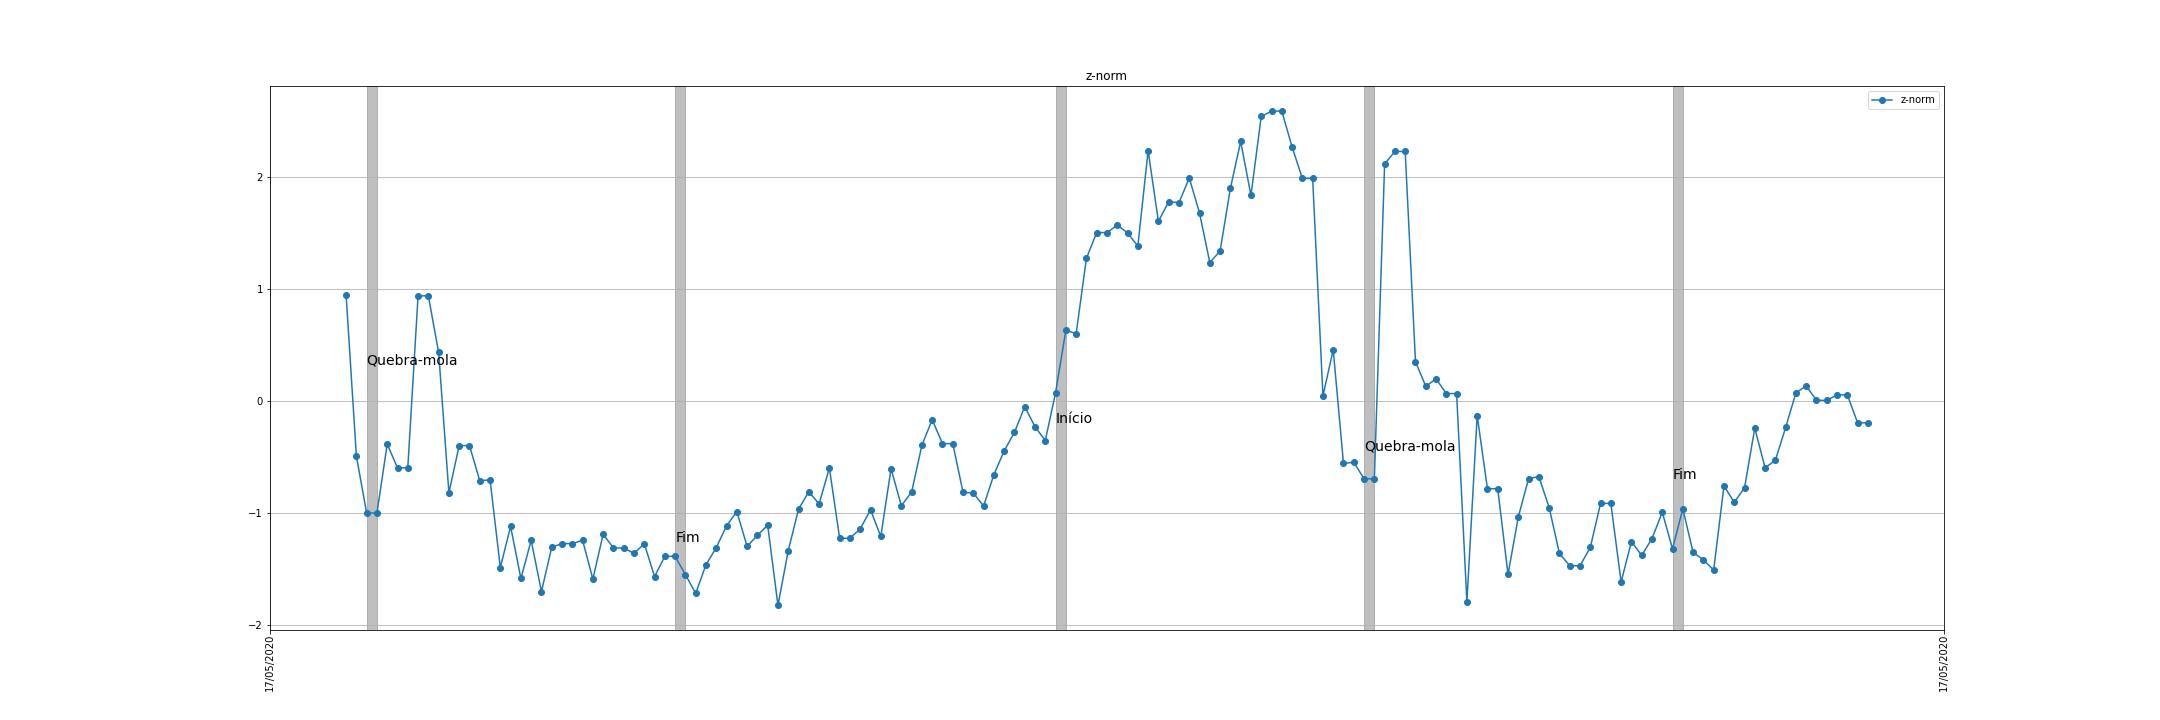 z-norm
z-norm
2
1
0
−1
−2
Quebra-mola
Fim
Início
Quebra-mola
Fim
17/05/2020
17/05/2020